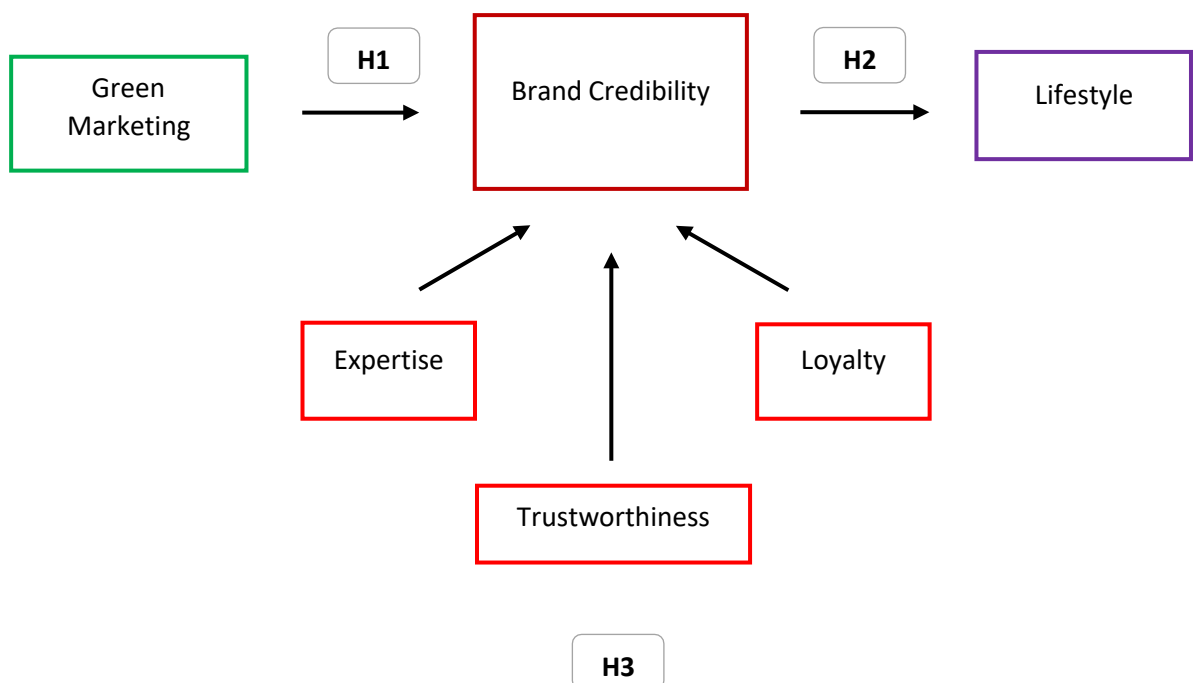 H1
H2
Green
Marketing
Brand Credibility
Lifestyle
Expertise
Loyalty
Trustworthiness
H3